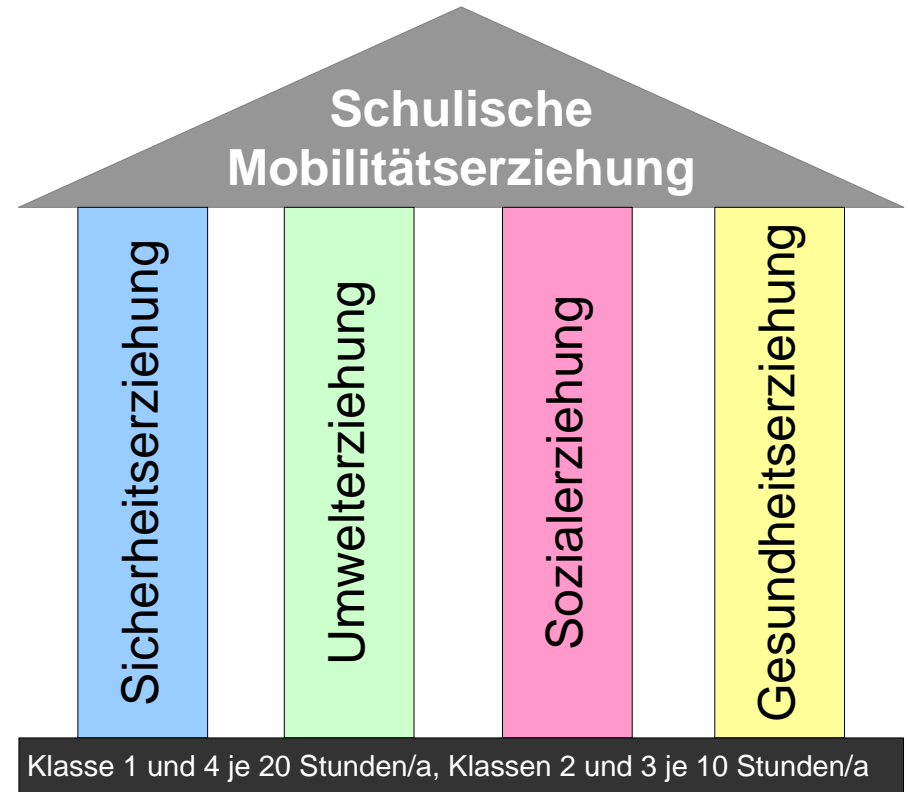 Schulische
Mobilitätserziehung
Sicherheitserziehung
Umwelterziehung
Sozialerziehung
Gesundheitserziehung
Klasse 1 und 4 je 20 Stunden/a, Klassen 2 und 3 je 10 Stunden/a